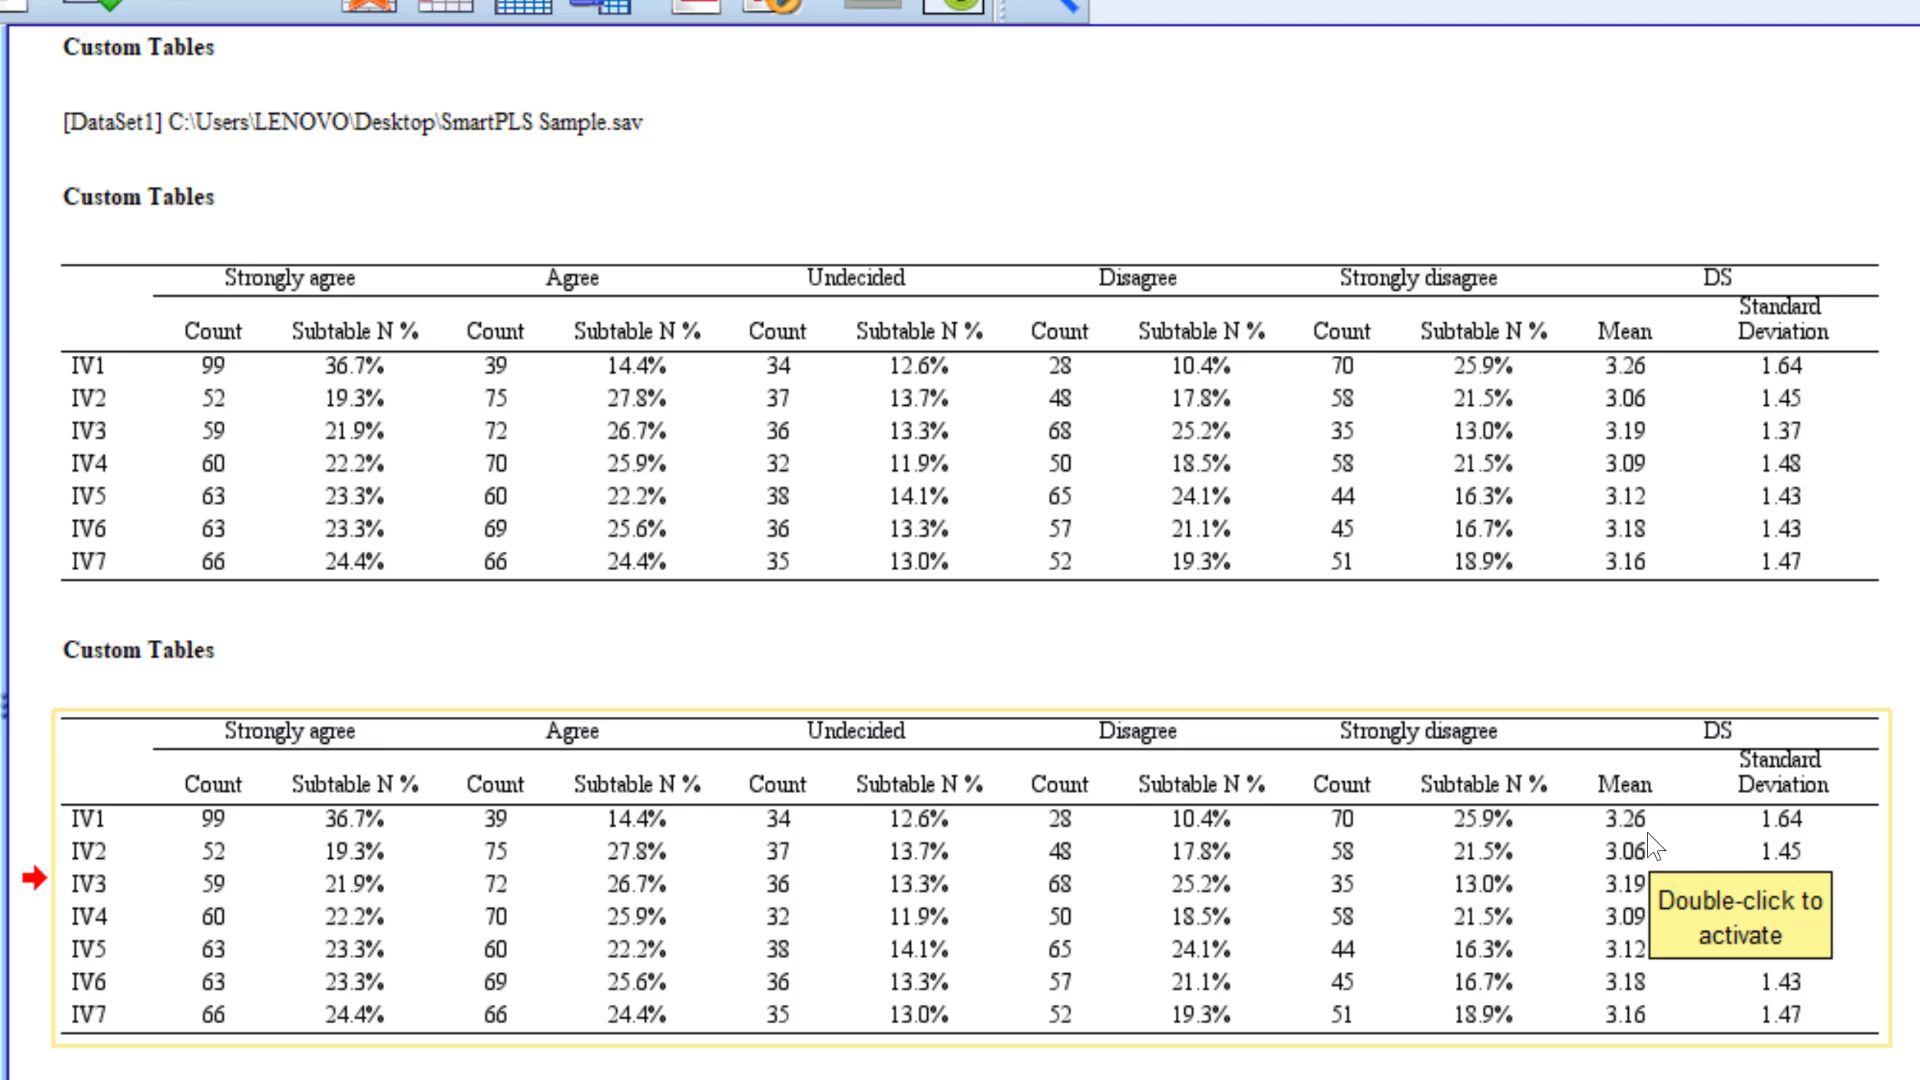 Custom Tables
[DataSet1] C:\Users\LENOVO\Desktop\SmartPLS Sample.sav
Custom Tables
Strongly agree Agree Undecided Disagree Strongly disagree DS
Count Subtable N % Count Subtable N % Count Subtable N % Count Subtable N % Count Subtable N % Mean Standard Deviation
IV1 99 36.7% 39 14.4% 34 12.6% 28 10.4% 70 25.9% 3.26 1.64
IV2 52 19.3% 75 27.8% 37 13.7% 48 17.8% 58 21.5% 3.06 1.45
IV3 59 21.9% 72 26.7% 36 13.3% 68 25.2% 35 13.0% 3.19 1.37
IV4 60 22.2% 70 25.9% 32 11.9% 50 18.5% 58 21.5% 3.09 1.48
IV5 63 23.3% 60 22.2% 38 14.1% 65 24.1% 44 16.3% 3.12 1.43
IV6 63 23.3% 69 25.6% 36 13.3% 57 21.1% 45 16.7% 3.18 1.43
IV7 66 24.4% 66 24.4% 35 13.0% 52 19.3% 51 18.9% 3.16 1.47
Custom Tables
Strongly agree Agree Undecided Disagree Strongly disagree DS
Count Subtable N % Count Subtable N % Count Subtable N % Count Subtable N % Count Subtable N % Mean Standard Deviation
IV1 99 36.7% 39 14.4% 34 12.6% 28 10.4% 70 25.9% 3.26 1.64
IV2 52 19.3% 75 27.8% 37 13.7% 48 17.8% 58 21.5% 3.06 1.45
IV3 59 21.9% 72 26.7% 36 13.3% 68 25.2% 35 13.0% 3.19
IV4 60 22.2% 70 25.9% 32 11.9% 50 18.5% 58 21.5% 3.09
IV5 63 23.3% 60 22.2% 38 14.1% 65 24.1% 44 16.3% 3.12
IV6 63 23.3% 69 25.6% 36 13.3% 57 21.1% 45 16.7% 3.18 1.43
IV7 66 24.4% 66 24.4% 35 13.0% 52 19.3% 51 18.9% 3.16 1.47
Double-click to
activate